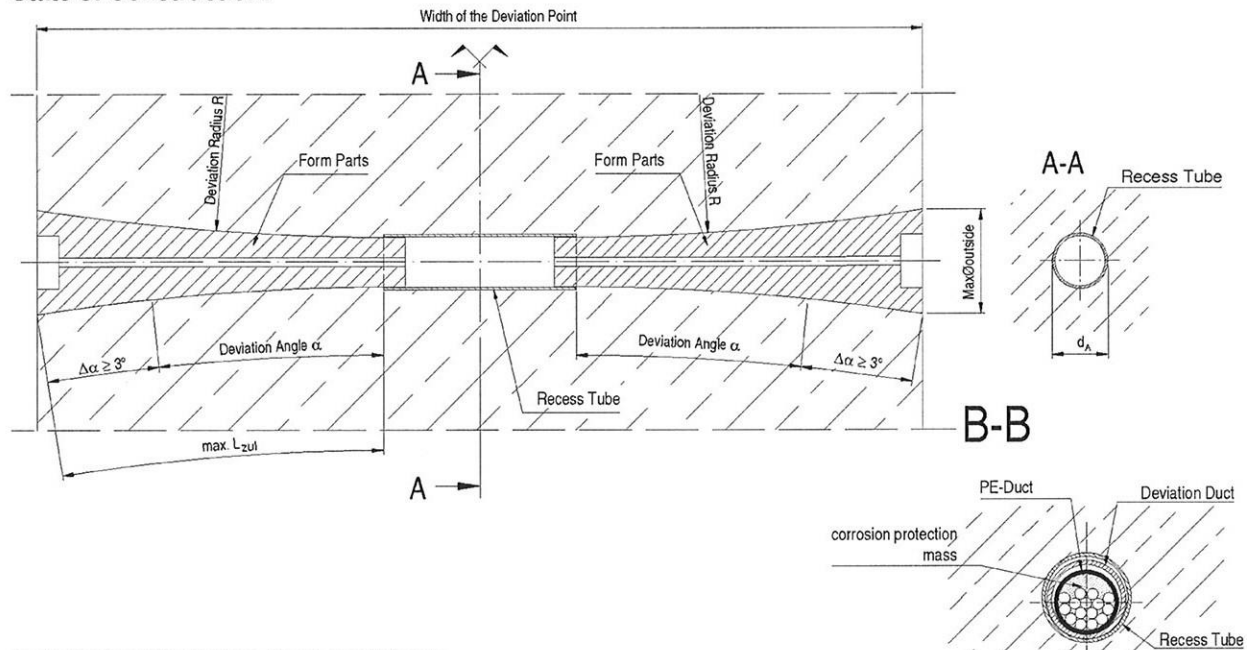 Width of the Deviation Point
A
Deviation Radius R
Form Parts
Form Parts
Deviation Radius R
A-A
Recess Tube
MaxØoutside
d_A
Δα ≥ 3°
Deviation Angle α
Deviation Angle α
Δα ≥ 3°
Recess Tube
max. L_zul
A
B-B
PE-Duct
Deviation Duct
corrosion protection
mass
Recess Tube